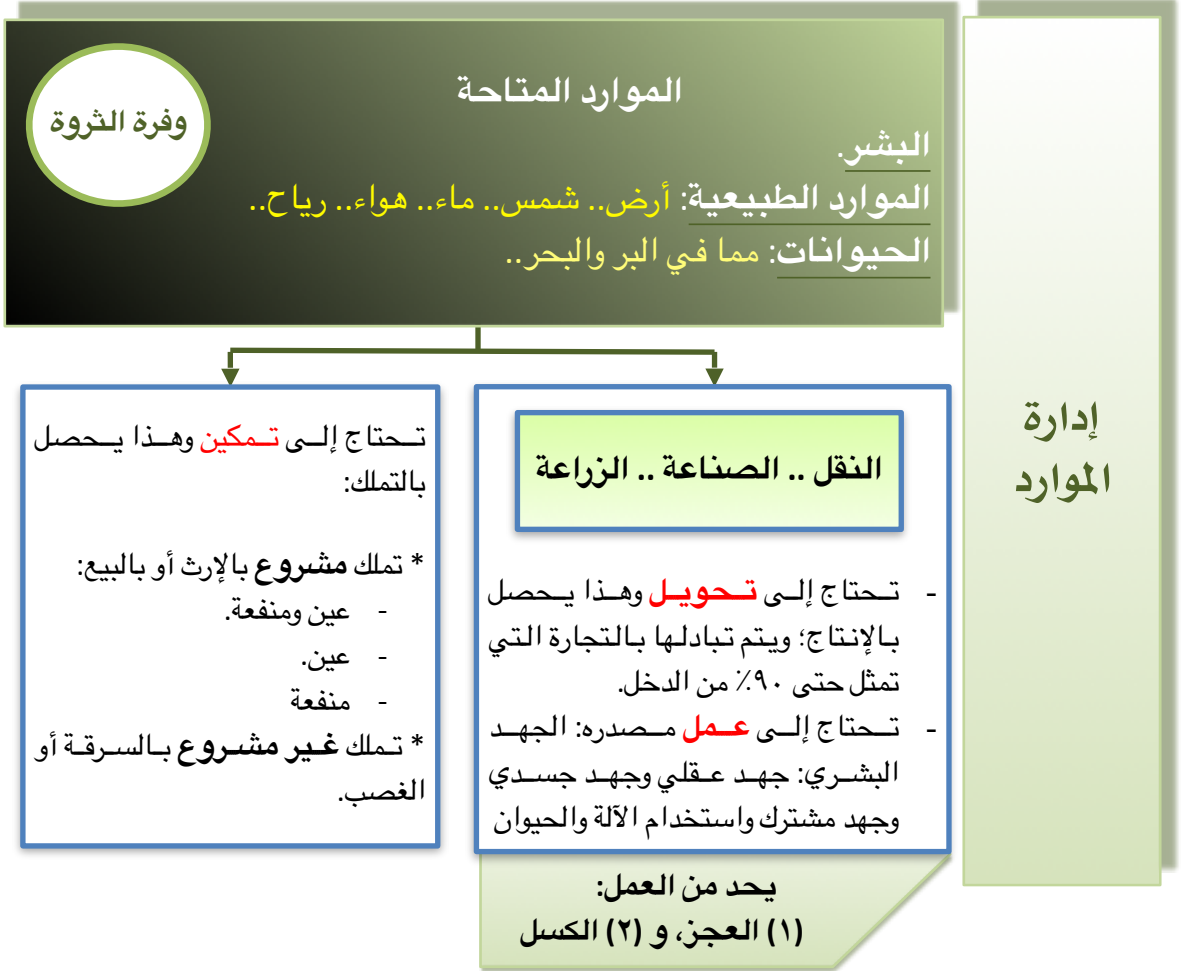 إدارة
الموارد
الموارد المتاحة
وفرة الثروة
البشر.
الموارد الطبيعية: أرض.. شمس.. ماء.. هواء.. رياح..
الحيوانات: مما في البر والبحر..
النقل .. الصناعة .. الزراعة
- تحتاج إلى تحويل وهذا يحصل
بالإنتاج؛ ويتم تبادلها بالتجارة التي
تمثل حتى ٩٠٪ من الدخل.
- تحتاج إلى عمل مصدره: الجهد
البشري: جهد عقلي وجهد جسدي
وجهد مشترك واستخدام الآلة والحيوان
يحد من العمل:
(١) العجز، و (٢) الكسل
تحتاج إلى تمكين وهذا يحصل
بالتملك:
* تملك مشروع بالإرث أو بالبيع:
- عين ومنفعة.
- عين.
- منفعة
* تملك غير مشروع بالسرقة أو
الغصب.